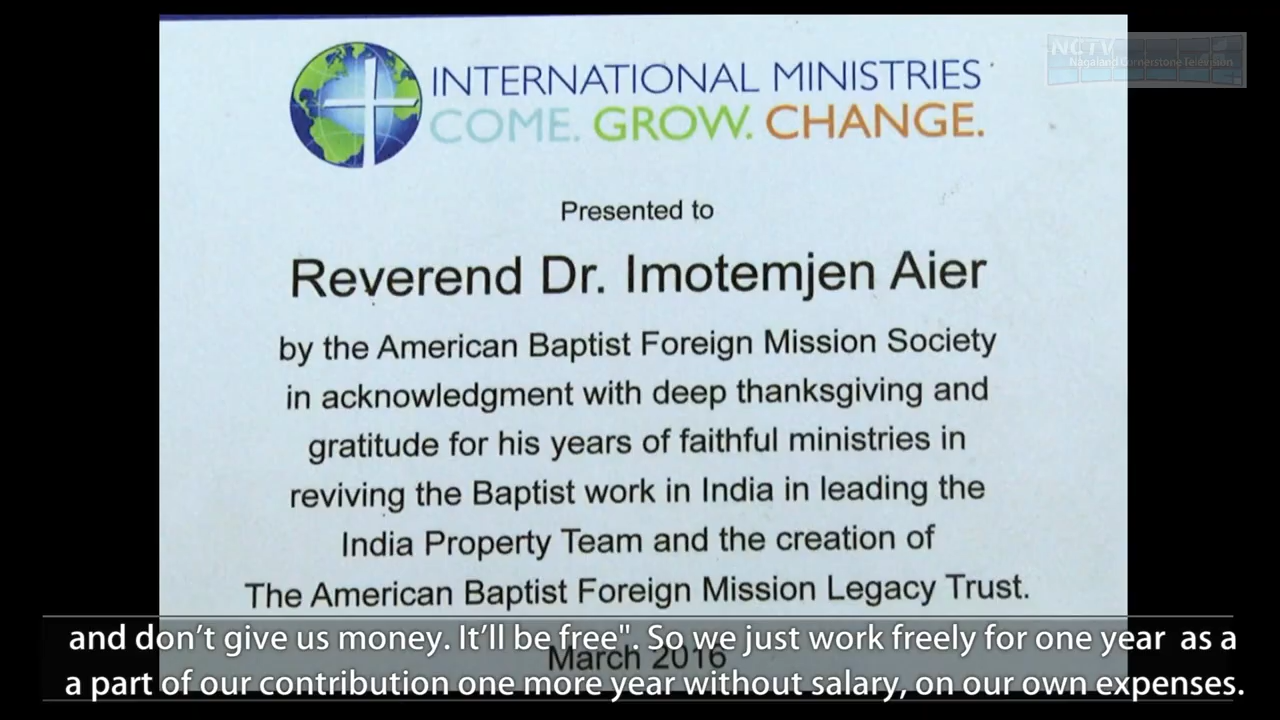 NCTV
Nagaland Cornerstone Television
INTERNATIONAL MINISTRIES
COME. GROW. CHANGE.
Presented to
Reverend Dr. Imotemjen Aier
by the American Baptist Foreign Mission Society
in acknowledgment with deep thanksgiving and
gratitude for his years of faithful ministries in
reviving the Baptist work in India in leading the
India Property Team and the creation of
The American Baptist Foreign Mission Legacy Trust.
March 2016
and don’t give us money. It’ll be free". So we just work freely for one year as a
a part of our contribution one more year without salary, on our own expenses.